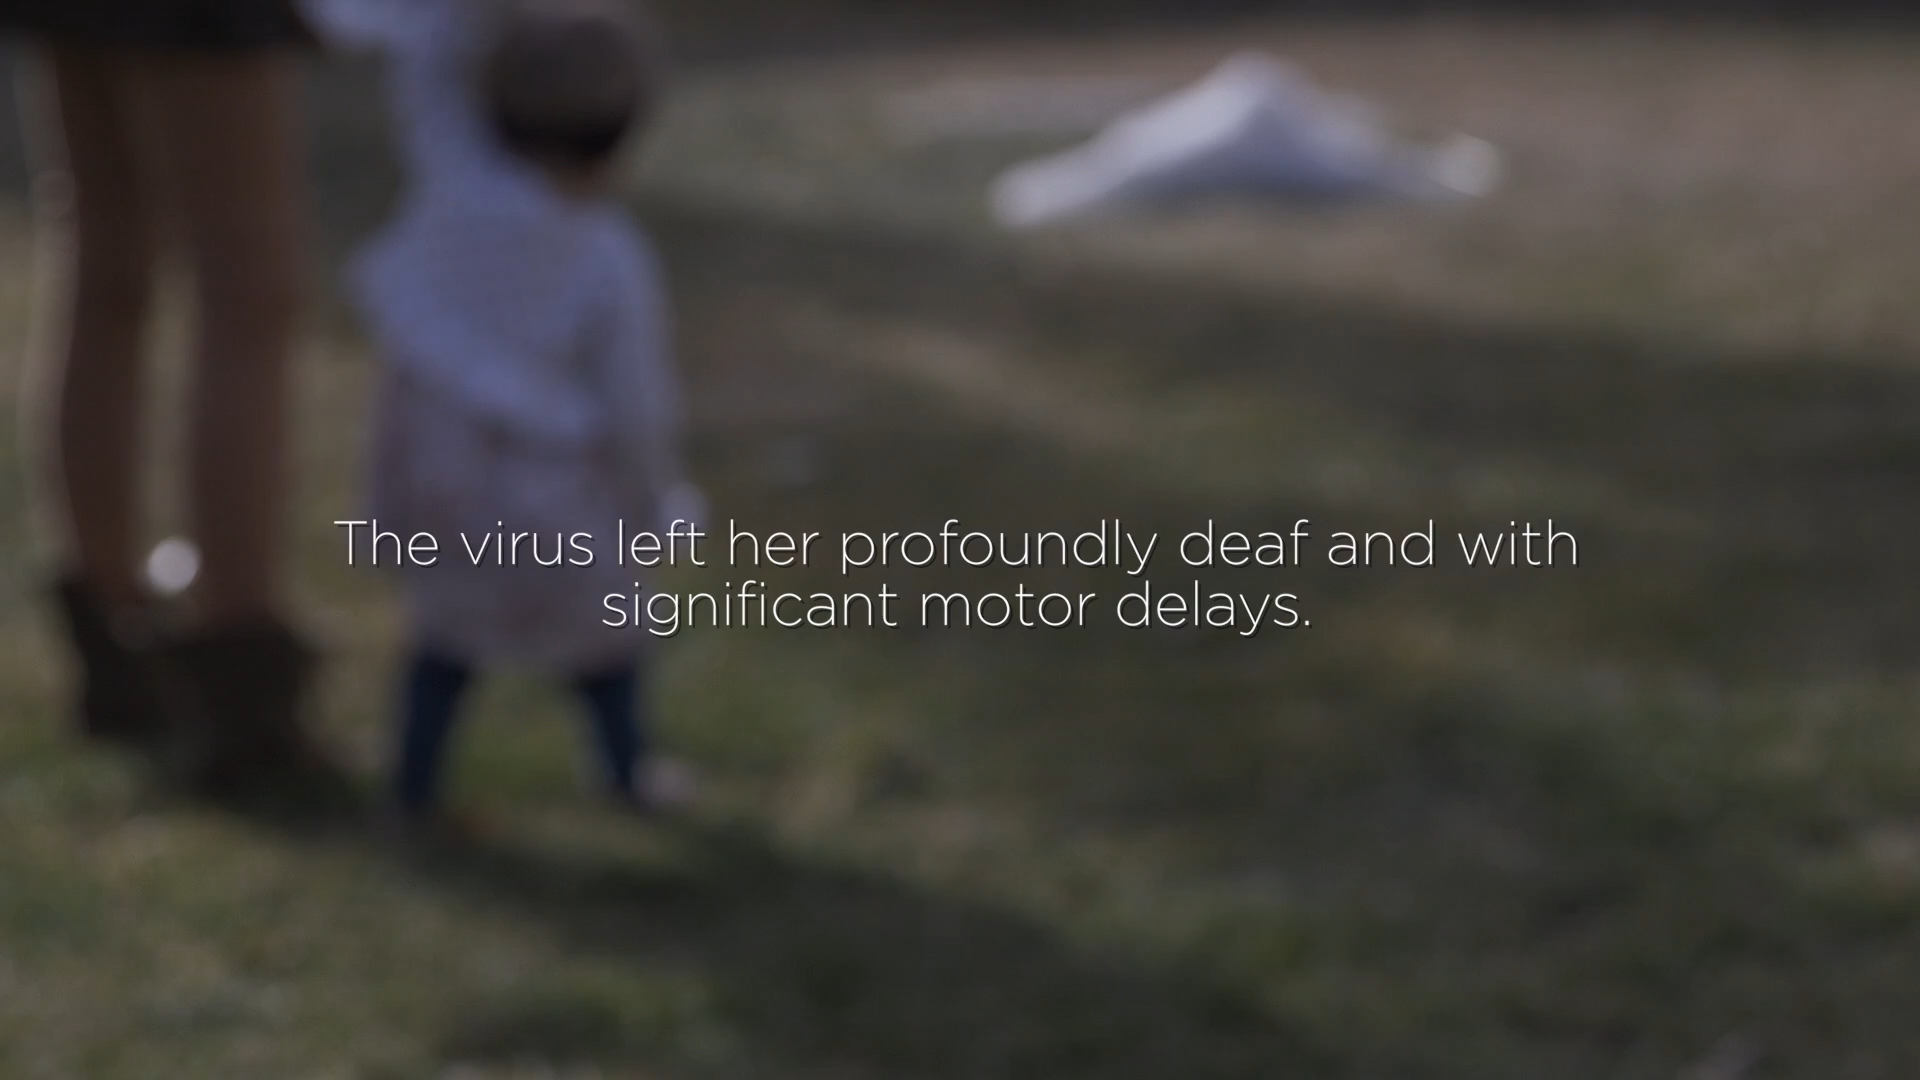 The virus left her profoundly deaf and with
significant motor delays.